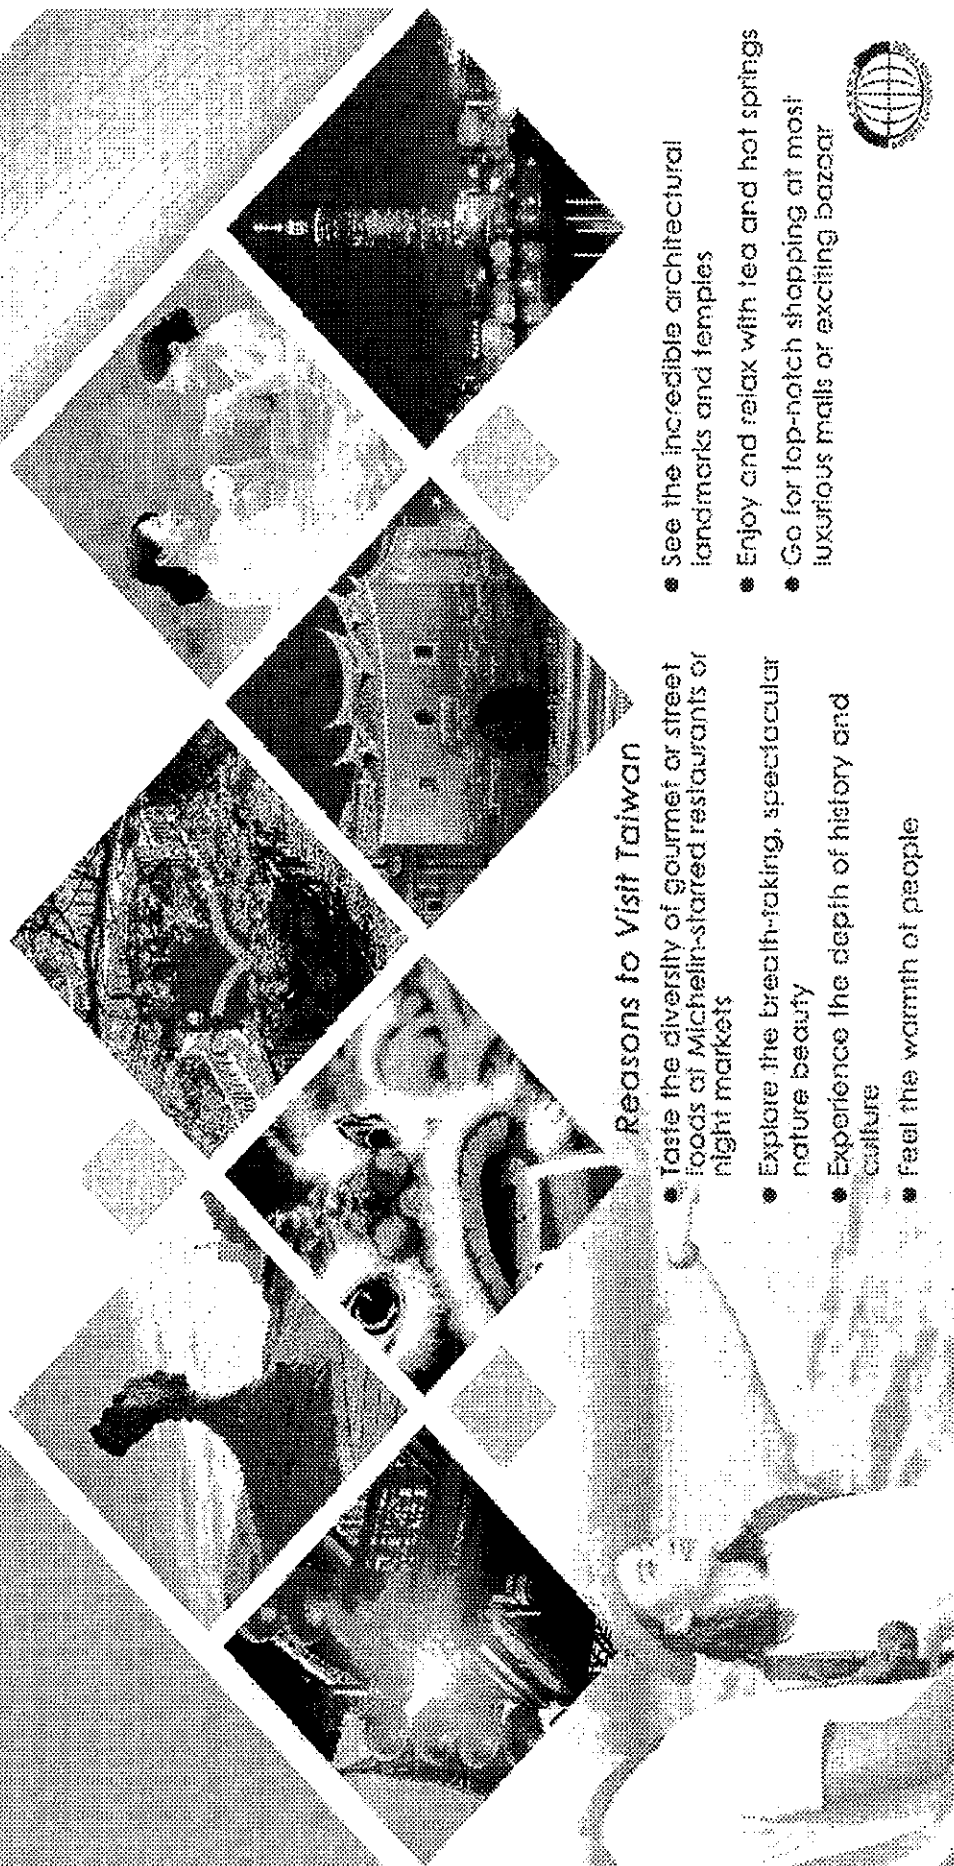 Reasons to Visit Taiwan
● Taste the diversity of gourmet or street
foods at Michelin-starred restaurants or
night markets
● Explore the breath-taking, spectacular
nature beauty
● Experience the depth of history and
culture
● Feel the warmth of people
● See the incredible architectural
landmarks and temples
● Enjoy and relax with tea and hot springs
● Go for top-notch shopping at most
luxurious malls or exciting bazaar